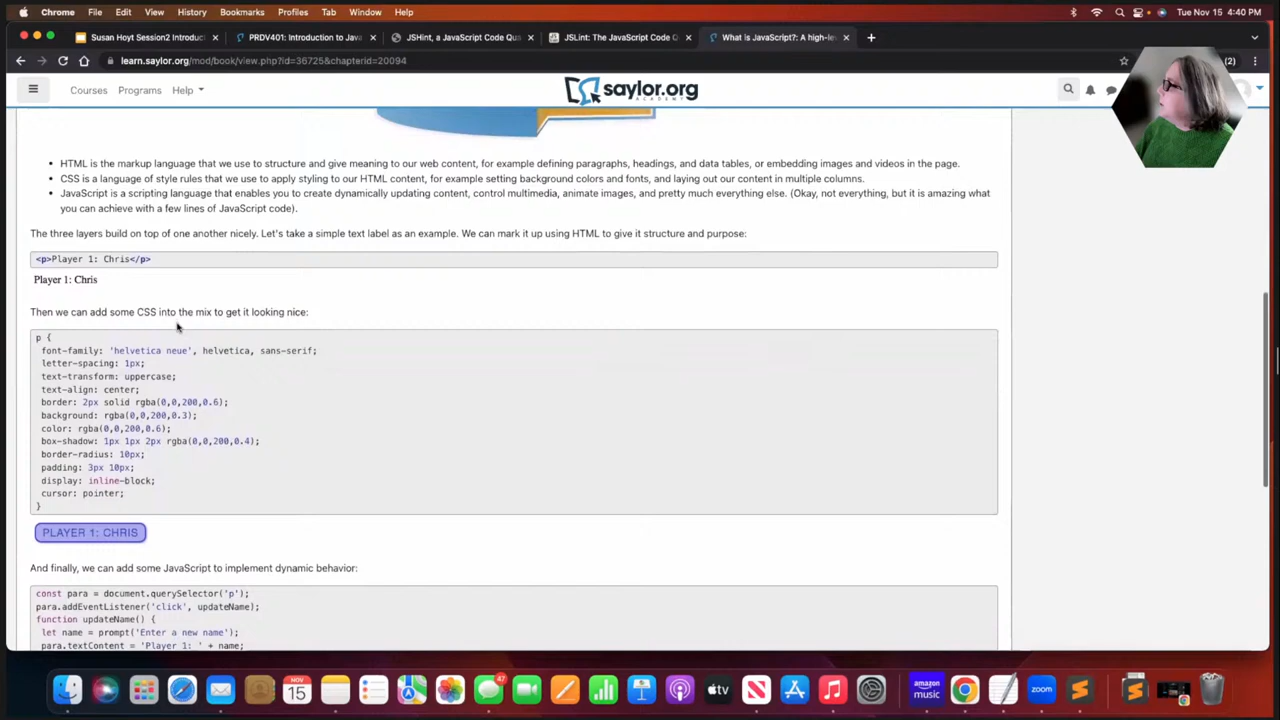 Chrome File Edit View History Bookmarks Profiles Tab Window Help Tue Nov 15 4:40 PM
Susan Hoyt Session2 Introduc PRDV401: Introduction to Java JSHint, a JavaScript Code Qua JSLint: The JavaScript Code Q What is JavaScript?: A high-lev
learn.saylor.org/mod/book/view.php?id=36725&chapterid=20094 (2)
Courses Programs Help saylor.org
ACADEMY
• HTML is the markup language that we use to structure and give meaning to our web content, for example defining paragraphs, headings, and data tables, or embedding images and videos in the page.
• CSS is a language of style rules that we use to apply styling to our HTML content, for example setting background colors and fonts, and laying out our content in multiple columns.
• JavaScript is a scripting language that enables you to create dynamically updating content, control multimedia, animate images, and pretty much everything else. (Okay, not everything, but it is amazing what
you can achieve with a few lines of JavaScript code).
The three layers build on top of one another nicely. Let's take a simple text label as an example. We can mark it up using HTML to give it structure and purpose:
<p>Player 1: Chris</p>
Player 1: Chris
Then we can add some CSS into the mix to get it looking nice:
p {
font-family: 'helvetica neue', helvetica, sans-serif;
letter-spacing: 1px;
text-transform: uppercase;
text-align: center;
border: 2px solid rgba(0,0,200,0.6);
background: rgba(0,0,200,0.3);
color: rgba(0,0,200,0.6);
box-shadow: 1px 1px 2px rgba(0,0,200,0.4);
border-radius: 10px;
padding: 3px 10px;
display: inline-block;
cursor: pointer;
}
PLAYER 1: CHRIS
And finally, we can add some JavaScript to implement dynamic behavior:
const para = document.querySelector('p');
para.addEventListener('click', updateName);
function updateName() {
let name = prompt('Enter a new name');
para.textContent = 'Player 1: ' + name;
NOV
15
47
tv
amazon
music
zoom